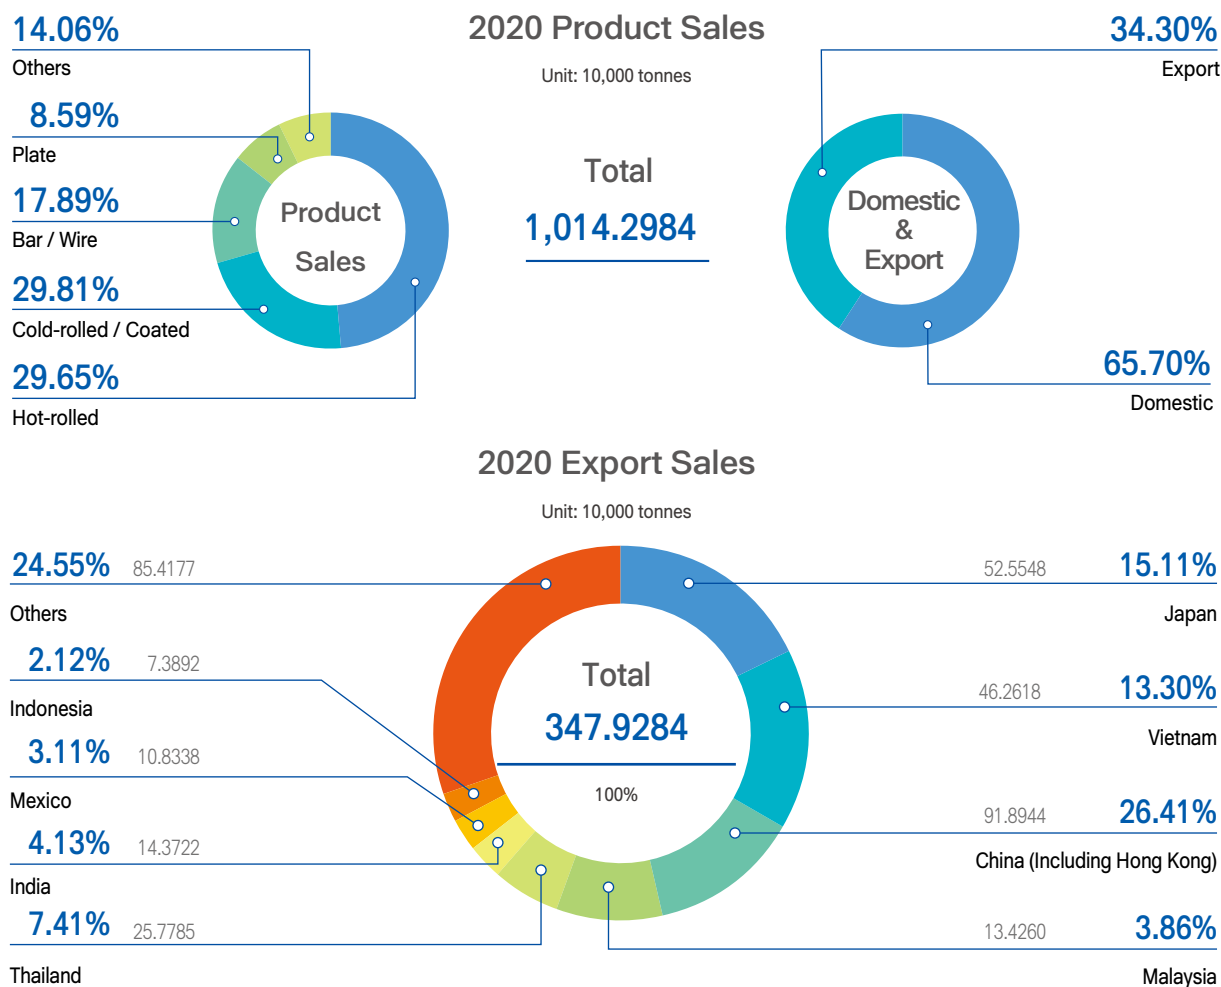 2020 Product Sales
Unit: 10,000 tonnes
14.06%
Others
8.59%
Plate
17.89%
Bar / Wire
29.81%
Cold-rolled / Coated
29.65%
Hot-rolled
Product
Sales
Total
1,014.2984
Domestic
&
Export
34.30%
Export
65.70%
Domestic
2020 Export Sales
Unit: 10,000 tonnes
24.55% 85.4177
Others
2.12% 7.3892
Indonesia
3.11% 10.8338
Mexico
4.13% 14.3722
India
7.41% 25.7785
Thailand
Total
347.9284
100%
52.5548 15.11%
Japan
46.2618 13.30%
Vietnam
91.8944 26.41%
China (Including Hong Kong)
13.4260 3.86%
Malaysia